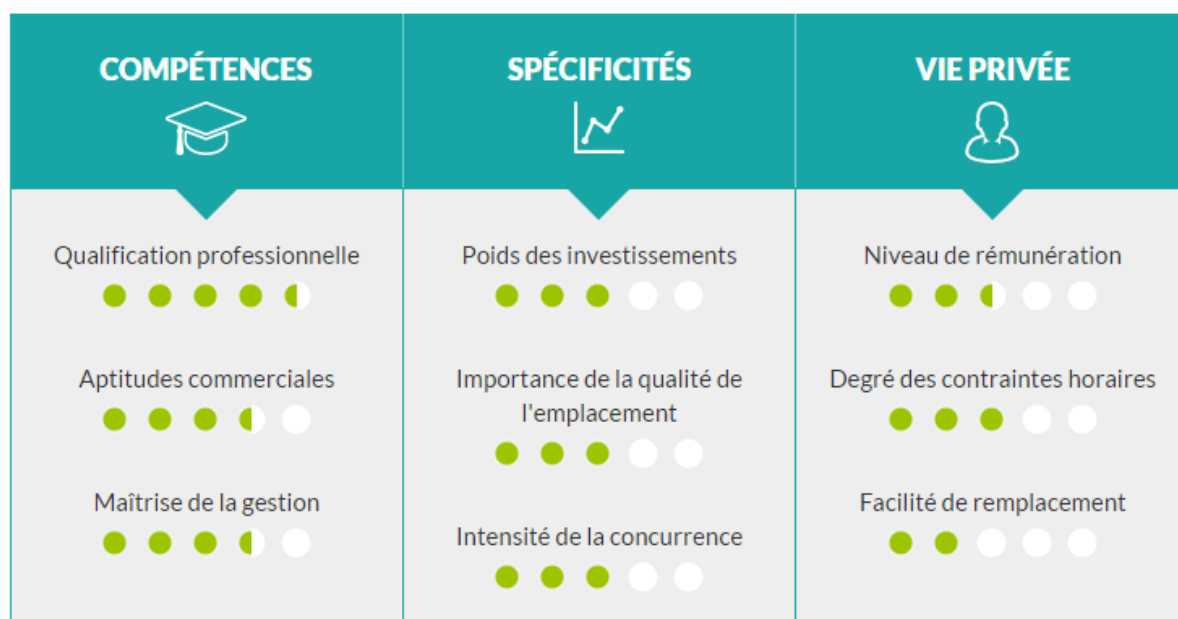 COMPÉTENCES
Qualification professionnelle
Aptitudes commerciales
Maîtrise de la gestion
SPÉCIFICITÉS
Poids des investissements
Importance de la qualité de
l'emplacement
Intensité de la concurrence
VIE PRIVÉE
Niveau de rémunération
Degré des contraintes horaires
Facilité de remplacement